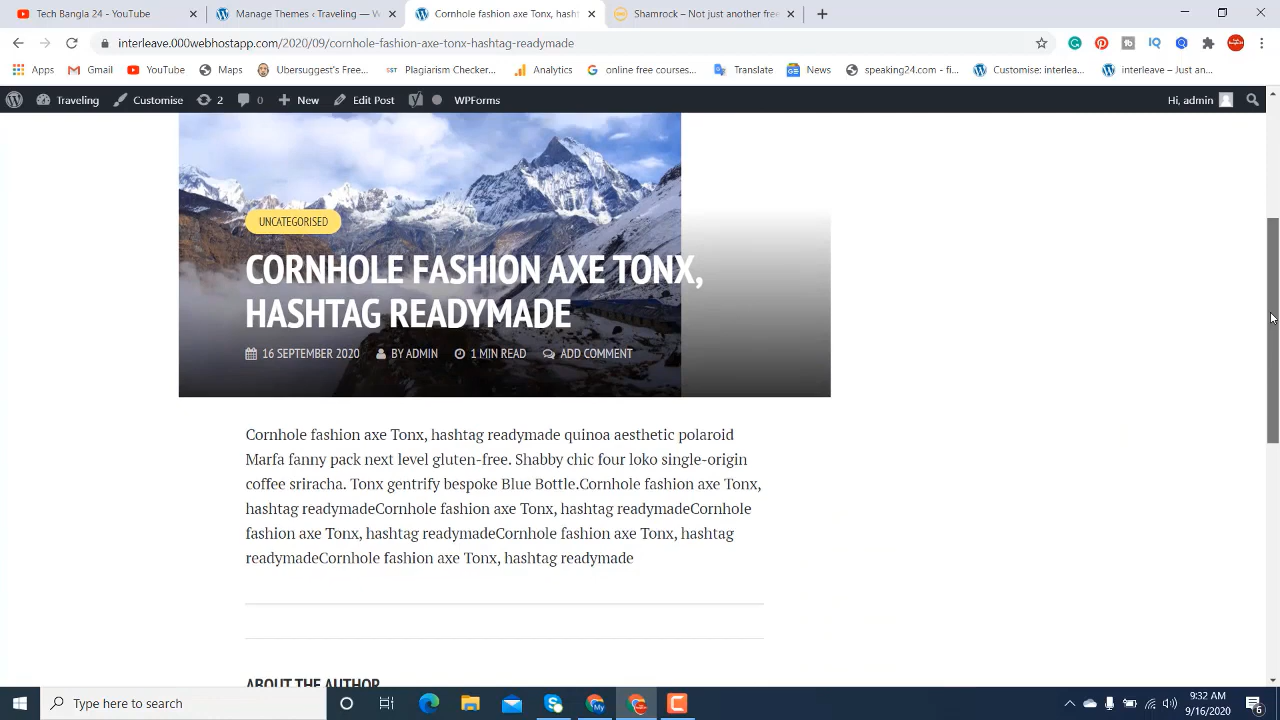 Tech Bangla 24 - YouTube
Manage Themes ‹ Traveling — W
Cornhole fashion axe Tonx, hasht
Shamrock – Not just another free
interleave.000webhostapp.com/2020/09/cornhole-fashion-axe-tonx-hashtag-readymade
Apps
Gmail
YouTube
Maps
Ubersuggest's Free...
Plagiarism Checker...
Analytics
online free courses...
Translate
News
speaking24.com - fi...
Customise: interlea...
interleave – Just an...
Traveling
Customise
2
0
New
Edit Post
WPForms
Hi, admin
UNCATEGORISED
CORNHOLE FASHION AXE TONX,
HASHTAG READYMADE
16 SEPTEMBER 2020
BY ADMIN
1 MIN READ
ADD COMMENT
Cornhole fashion axe Tonx, hashtag readymade quinoa aesthetic polaroid
Marfa fanny pack next level gluten-free. Shabby chic four loko single-origin
coffee sriracha. Tonx gentrify bespoke Blue Bottle.Cornhole fashion axe Tonx,
hashtag readymadeCornhole fashion axe Tonx, hashtag readymadeCornhole
fashion axe Tonx, hashtag readymadeCornhole fashion axe Tonx, hashtag
readymadeCornhole fashion axe Tonx, hashtag readymade
ABOUT THE AUTHOR
Type here to search
9:32 AM
9/16/2020
6